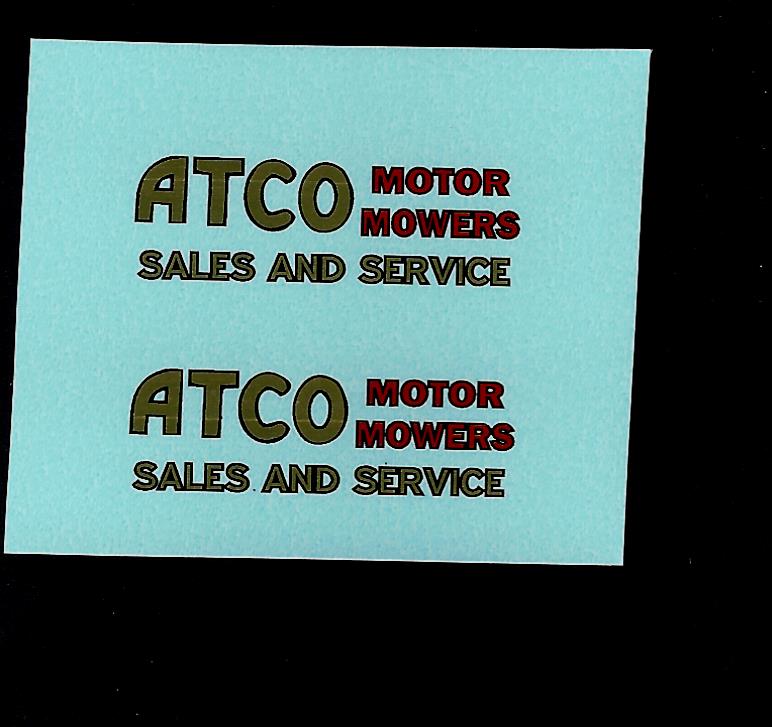 ATCO MOTOR
MOWERS
SALES AND SERVICE
ATCO MOTOR
MOWERS
SALES AND SERVICE